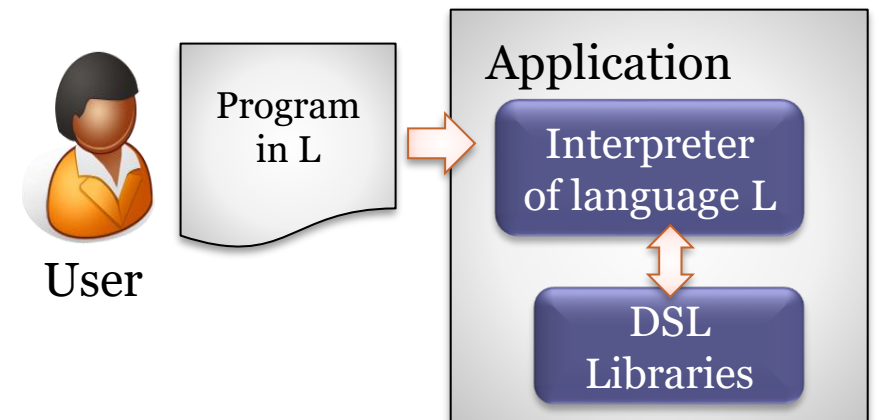 User
Program
in L
Application
Interpreter
of language L
DSL
Libraries